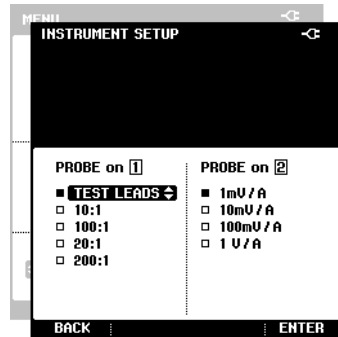 MENU
INSTRUMENT SETUP
PROBE on 1
TEST LEADS
10:1
100:1
20:1
200:1
PROBE on 2
1mV/A
10mV/A
100mV/A
1 V/A
BACK
ENTER